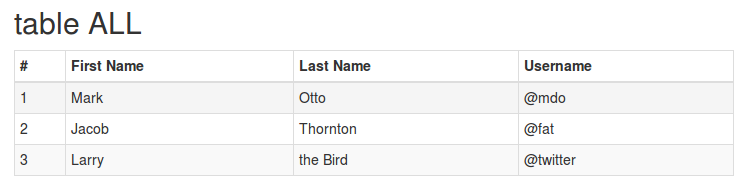 table ALL
# First Name Last Name Username
1 Mark Otto @mdo
2 Jacob Thornton @fat
3 Larry the Bird @twitter